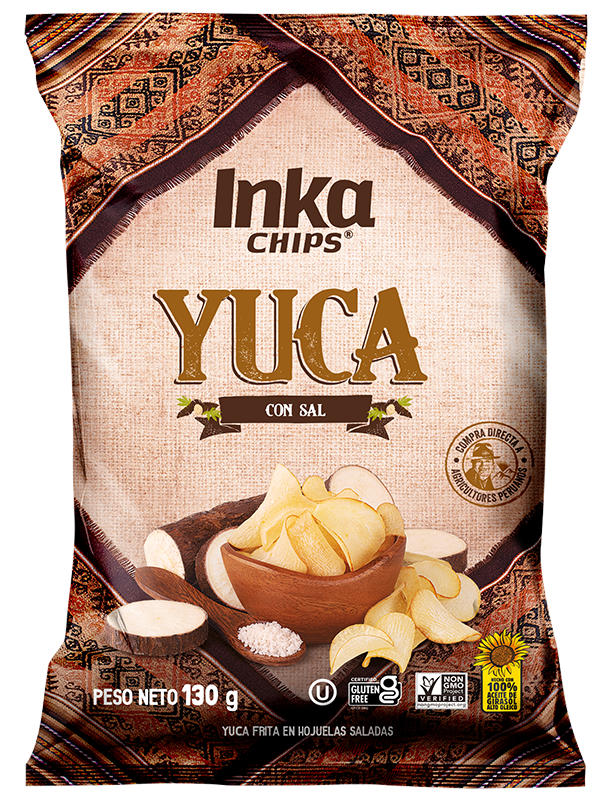 Inka
CHIPS®
YUCA
CON SAL
COMPRA DIRECTA A
AGRICULTORES PERUANOS
PESO NETO 130 g
U
CERTIFIED
GLUTEN
FREE
NON
GMO
Project
VERIFIED
nongmoproject.org
HECHO CON
100%
ACEITE DE
GIRASOL
ALTO OLEICO
YUCA FRITA EN HOJUELAS SALADAS